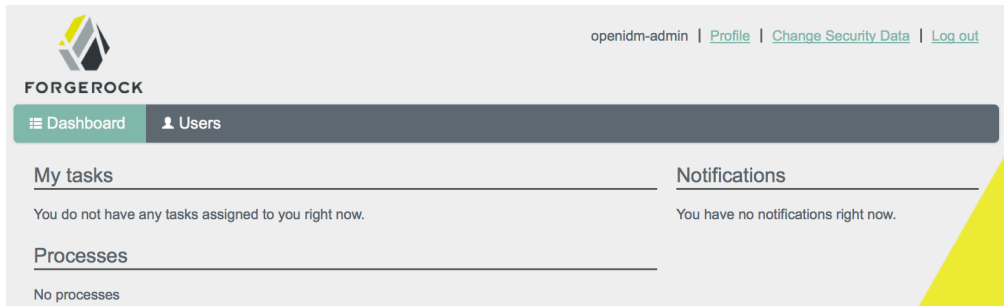 FORGEROCK
openidm-admin | Profile | Change Security Data | Log out
Dashboard Users
My tasks
You do not have any tasks assigned to you right now.
Processes
No processes
Notifications
You have no notifications right now.